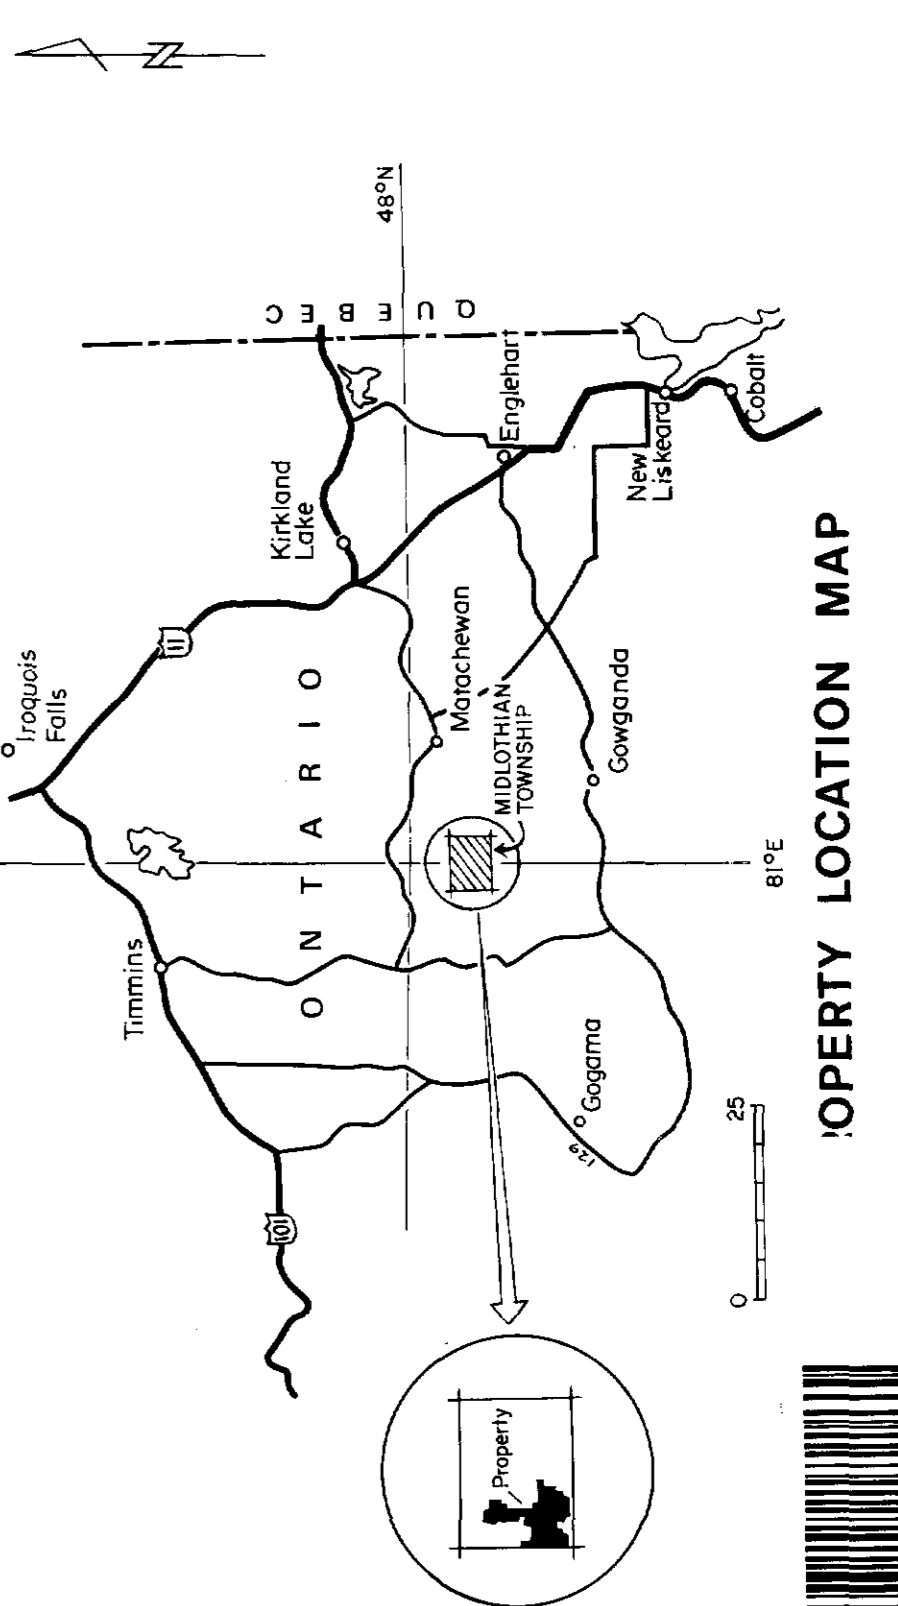 N
48°N
QUEBEC
Iroquois
Falls
11
Kirkland
Lake
Englehart
Timmins
ONTARIO
Matachewan
New
Liskeard
Cobalt
101
MIDLOTHIAN
TOWNSHIP
Gowganda
Gogama
129
81°E
Property
0 25
OPERTY LOCATION MAP